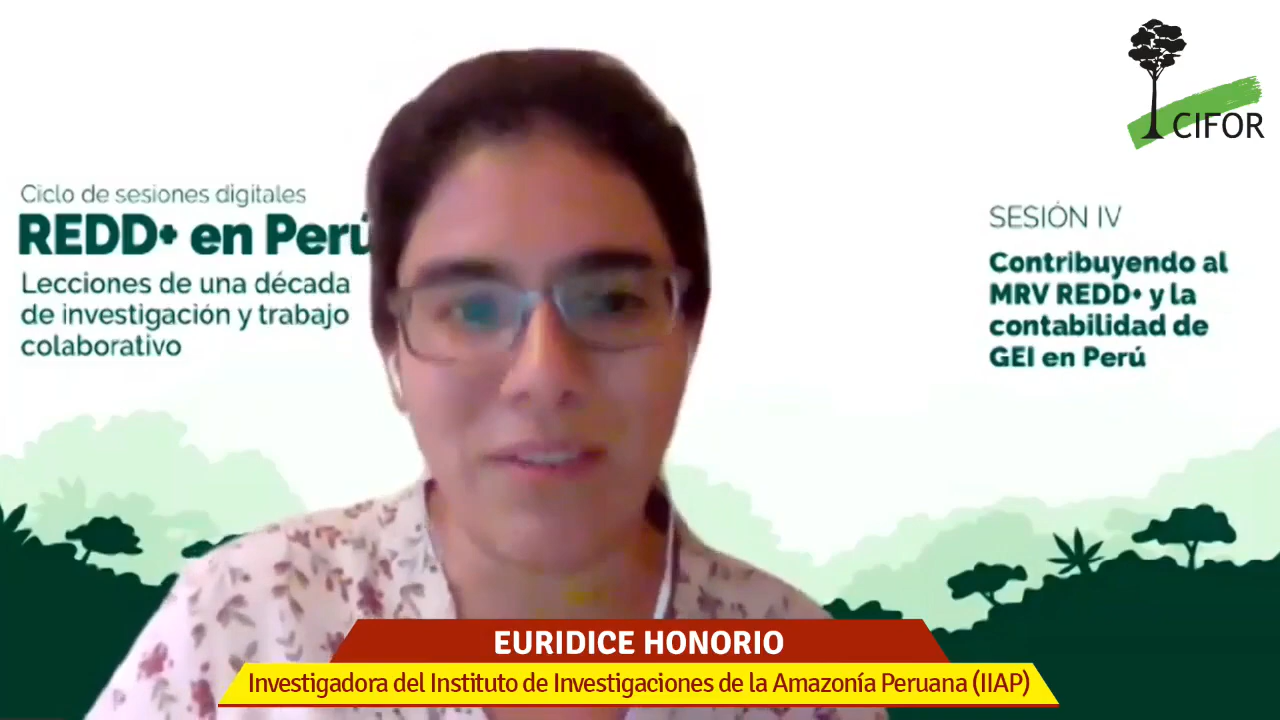 CIFOR
Ciclo de sesiones digitales
REDD+ en Perú
Lecciones de una década
de investigación y trabajo
colaborativo
SESIÓN IV
Contribuyendo al
MRV REDD+ y la
contabilidad de
GEI en Perú
EURIDICE HONORIO
Investigadora del Instituto de Investigaciones de la Amazonía Peruana (IIAP)